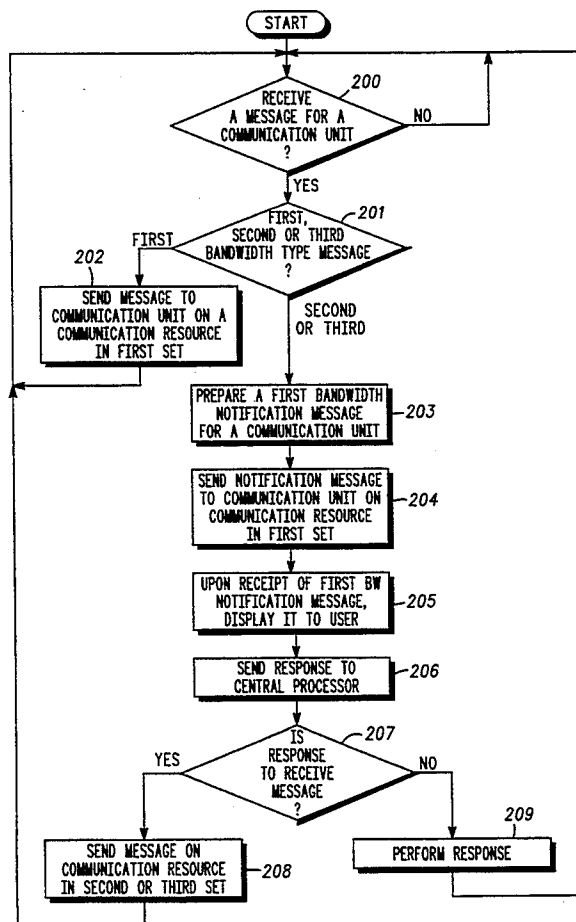 START
200
RECEIVE
A MESSAGE FOR A
COMMUNICATION UNIT
?
NO
YES
201
FIRST,
SECOND OR THIRD
BANDWIDTH TYPE MESSAGE
?
FIRST
202
SEND MESSAGE TO
COMMUNICATION UNIT ON A
COMMUNICATION RESOURCE
IN FIRST SET
SECOND
OR THIRD
PREPARE A FIRST BANDWIDTH
NOTIFICATION MESSAGE
FOR A COMMUNICATION UNIT
203
SEND NOTIFICATION MESSAGE
TO COMMUNICATION UNIT ON
COMMUNICATION RESOURCE
IN FIRST SET
204
UPON RECEIPT OF FIRST BW
NOTIFICATION MESSAGE,
DISPLAY IT TO USER
205
SEND RESPONSE TO
CENTRAL PROCESSOR
206
207
IS
RESPONSE
TO RECEIVE
MESSAGE
?
YES
NO
SEND MESSAGE ON
COMMUNICATION RESOURCE
IN SECOND OR THIRD SET
208
209
PERFORM RESPONSE